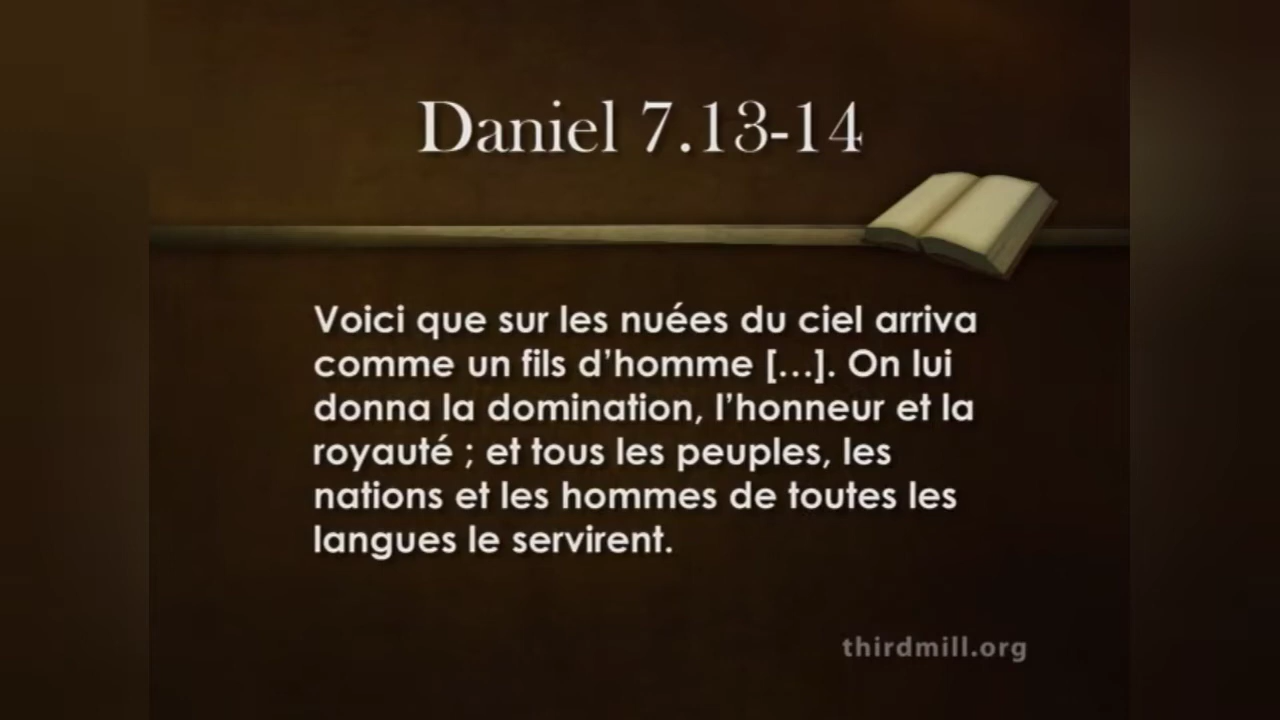 Daniel 7.13-14
Voici que sur les nuées du ciel arriva
comme un fils d’homme […]. On lui
donna la domination, l’honneur et la
royauté ; et tous les peuples, les
nations et les hommes de toutes les
langues le servirent.
thirdmill.org